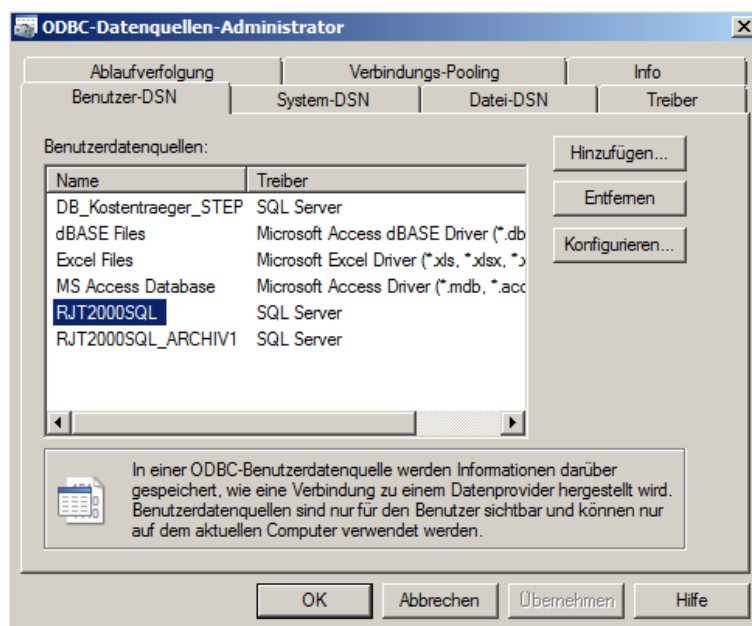 ODBC-Datenquellen-Administrator
Ablaufverfolgung Verbindungs-Pooling Info
Benutzer-DSN System-DSN Datei-DSN Treiber
Benutzerdatenquellen:
Hinzufügen...
Name Treiber
DB_Kostentraeger_STEP SQL Server
Entfernen
dBASE Files Microsoft Access dBASE Driver (*.db
Konfigurieren...
Excel Files Microsoft Excel Driver (*.xls, *.xlsx, *.x
MS Access Database Microsoft Access Driver (*.mdb, *.acc
RJT2000SQL SQL Server
RJT2000SQL_ARCHIV1 SQL Server
In einer ODBC-Benutzerdatenquelle werden Informationen darüber
gespeichert, wie eine Verbindung zu einem Datenprovider hergestellt wird.
Benutzerdatenquellen sind nur für den Benutzer sichtbar und können nur
auf dem aktuellen Computer verwendet werden.
OK Abbrechen Übernehmen Hilfe